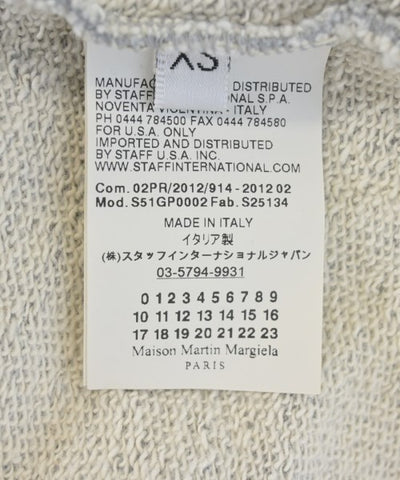 XS
MANUFAC DISTRIBUTED
BY STAFF NAL S.P.A.
NOVENTA VICENTINA - ITALY
PH 0444 784500 FAX 0444 784580
FOR U.S.A. ONLY
IMPORTED AND DISTRIBUTED
BY STAFF U.S.A. INC.
WWW.STAFFINTERNATIONAL.COM
Com. 02PR/2012/914 - 2012 02
Mod. S51GP0002 Fab. S25134
MADE IN ITALY
イタリア製
(株)スタッフインターナショナルジャパン
03-5794-9931
0 1 2 3 4 5 6 7 8 9
10 11 12 13 14 15 16
17 18 19 20 21 22 23
Maison Martin Margiela
PARIS